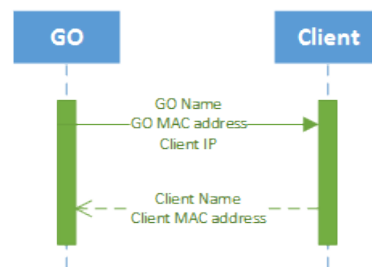 GO
Client
GO Name
GO MAC address
Client IP
Client Name
Client MAC address